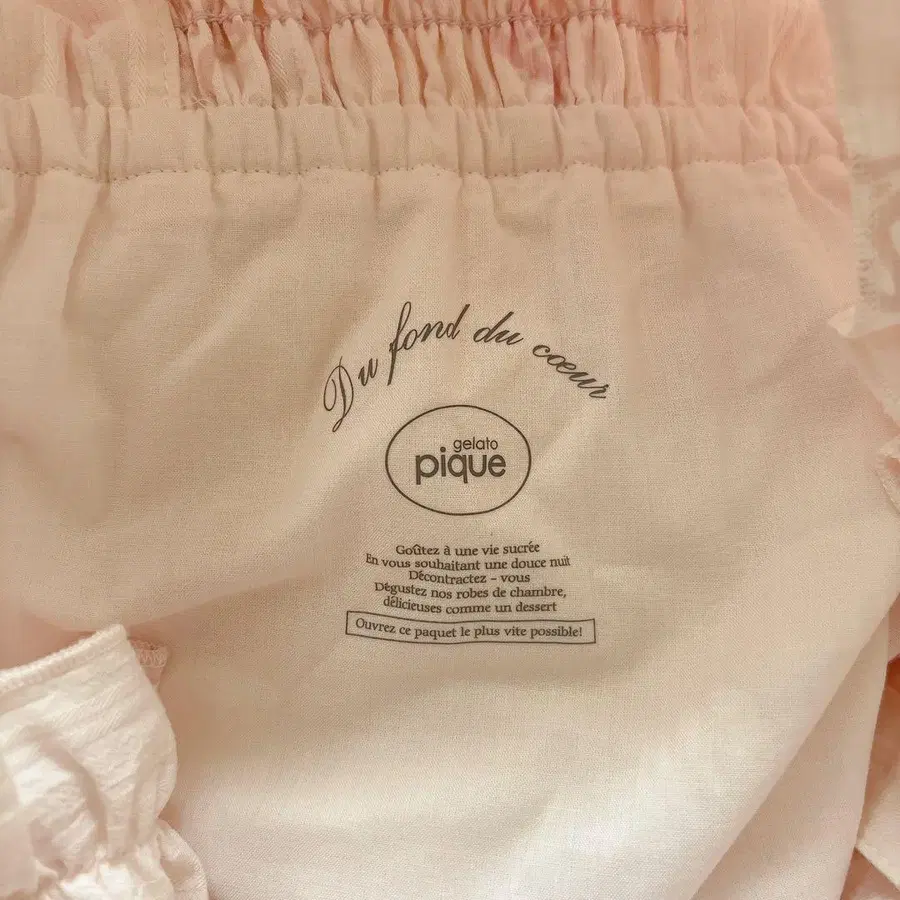 Du fond du cœur
gelato
pique
Goûtez à une vie sucrée
En vous souhaitant une douce nuit
Décontractez – vous
Dégustez nos robes de chambre,
délicieuses comme un dessert
Ouvrez ce paquet le plus vite possible!